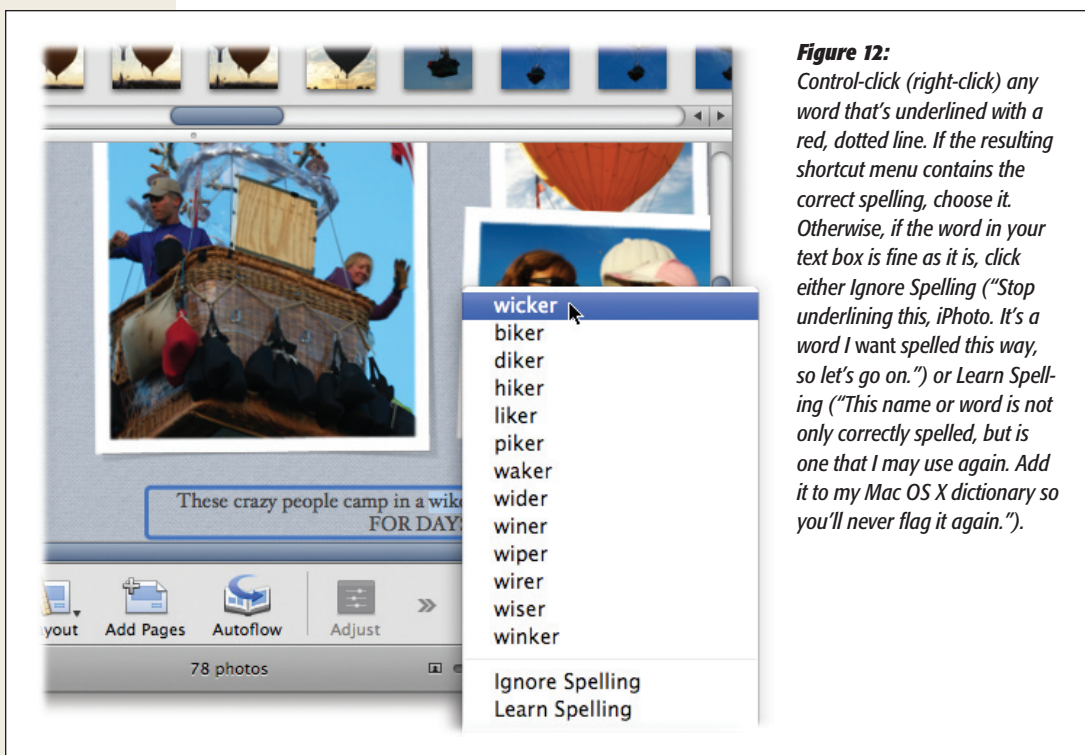 Figure 12:
Control-click (right-click) any
word that's underlined with a
red, dotted line. If the resulting
shortcut menu contains the
correct spelling, choose it.
Otherwise, if the word in your
text box is fine as it is, click
either Ignore Spelling (“Stop
underlining this, iPhoto. It's a
word I want spelled this way,
so let's go on.”) or Learn Spell-
ing (“This name or word is not
only correctly spelled, but is
one that I may use again. Add
it to my Mac OS X dictionary so
you'll never flag it again.”).
wicker
biker
diker
hiker
liker
piker
waker
wider
winer
wiper
wirer
wiser
winker
Ignore Spelling
Learn Spelling
These crazy people camp in a
FOR DAYS
Add Pages Autoflow Adjust
78 photos